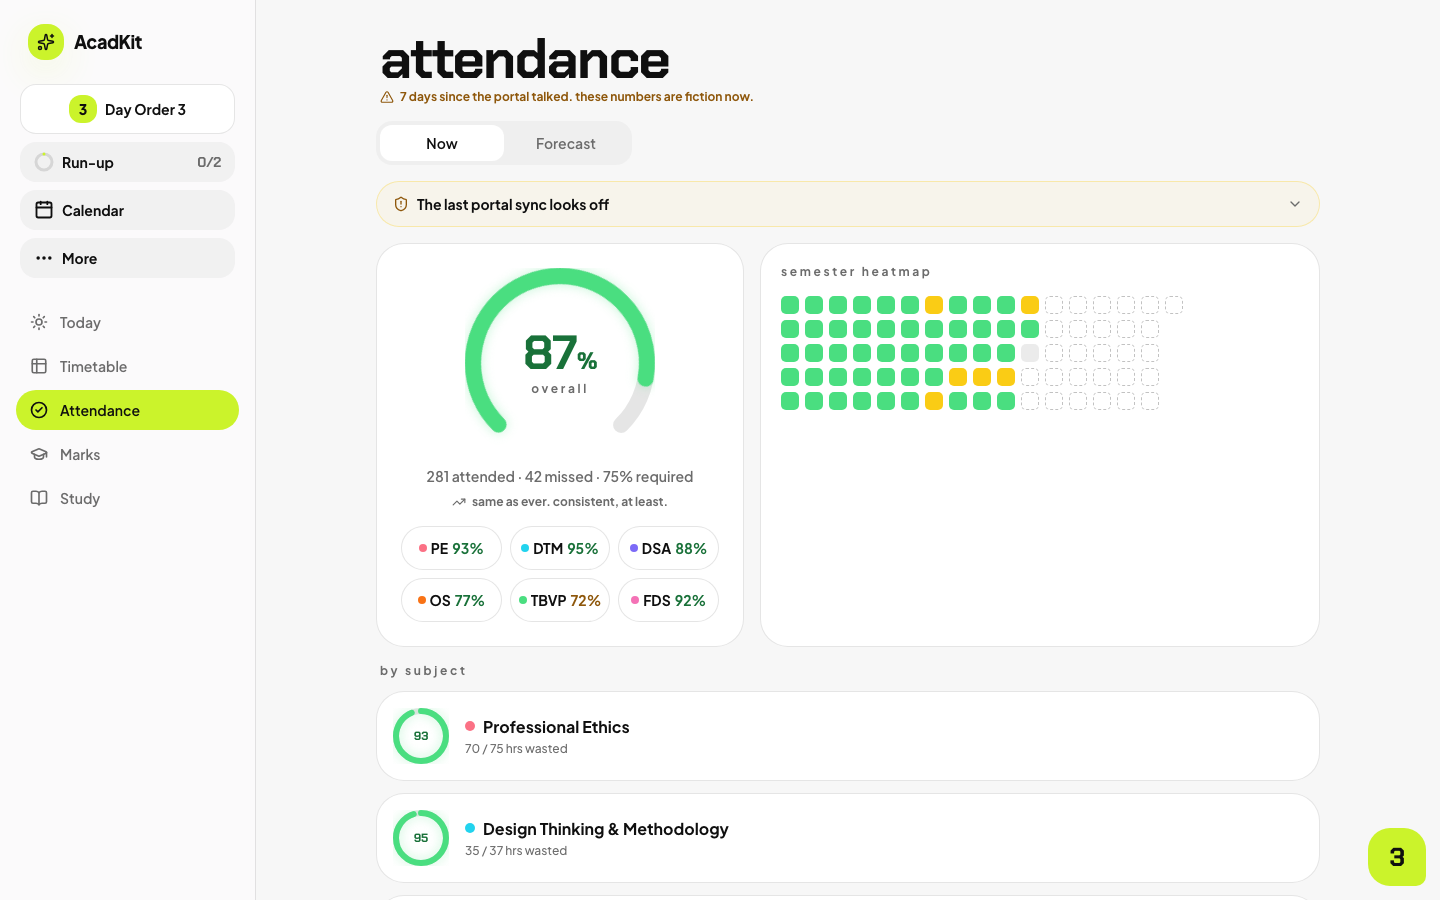 AcadKit
3 Day Order 3
Run-up 0/2
Calendar
More
Today
Timetable
Attendance
Marks
Study
attendance
7 days since the portal talked. these numbers are fiction now.
Now Forecast
The last portal sync looks off
87%
overall
281 attended · 42 missed · 75% required
same as ever. consistent, at least.
PE 93% DTM 95% DSA 88%
OS 77% TBVP 72% FDS 92%
semester heatmap
by subject
93 Professional Ethics
70 / 75 hrs wasted
95 Design Thinking & Methodology
35 / 37 hrs wasted
3